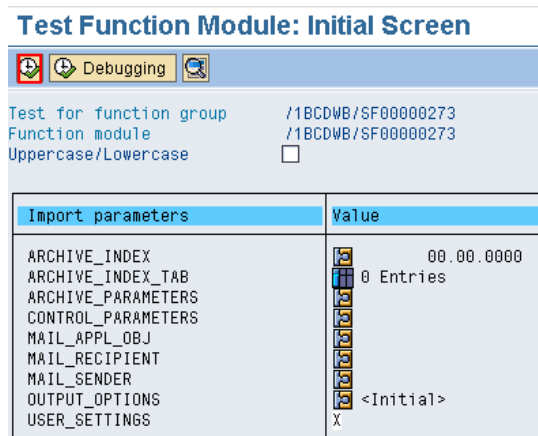 Test Function Module: Initial Screen
Debugging
Test for function group /1BCDWB/SF00000273
Function module /1BCDWB/SF00000273
Uppercase/Lowercase
Import parameters Value
ARCHIVE_INDEX 00.00.0000
ARCHIVE_INDEX_TAB 0 Entries
ARCHIVE_PARAMETERS
CONTROL_PARAMETERS
MAIL_APPL_OBJ
MAIL_RECIPIENT
MAIL_SENDER
OUTPUT_OPTIONS <Initial>
USER_SETTINGS X